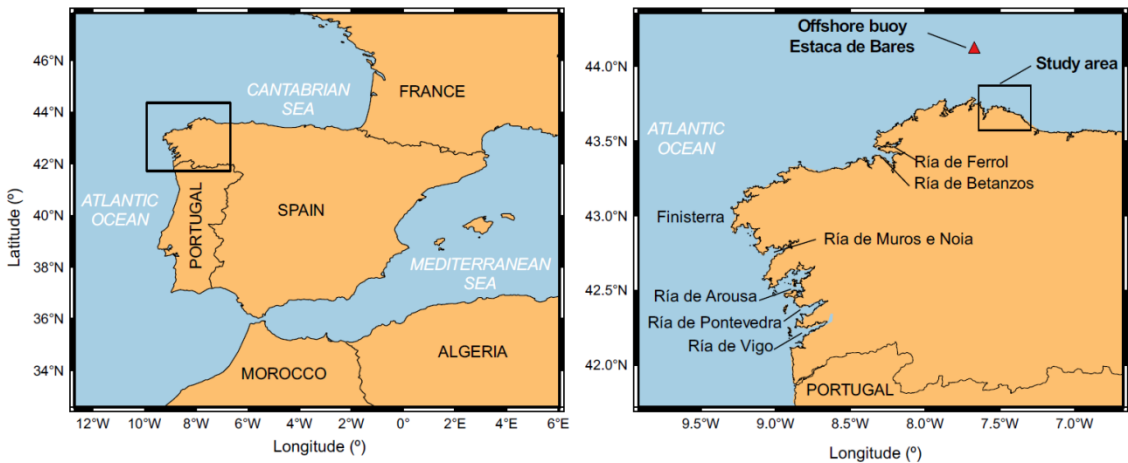 46°N
44°N
42°N
40°N
38°N
36°N
34°N
Latitude (º)
CANTABRIAN
SEA
FRANCE
ATLANTIC
OCEAN
PORTUGAL
SPAIN
MEDITERRANEAN
SEA
MOROCCO
ALGERIA
12°W
10°W
8°W
6°W
4°W
2°W
0°
2°E
4°E
6°E
Longitude (º)
44.0°N
43.5°N
43.0°N
42.5°N
42.0°N
Offshore buoy
Estaca de Bares
Study area
ATLANTIC
OCEAN
Ría de Ferrol
Ría de Betanzos
Finisterra
Ría de Muros e Noia
Ría de Arousa
Ría de Pontevedra
Ría de Vigo
PORTUGAL
9.5°W
9.0°W
8.5°W
8.0°W
7.5°W
7.0°W
Longitude (º)